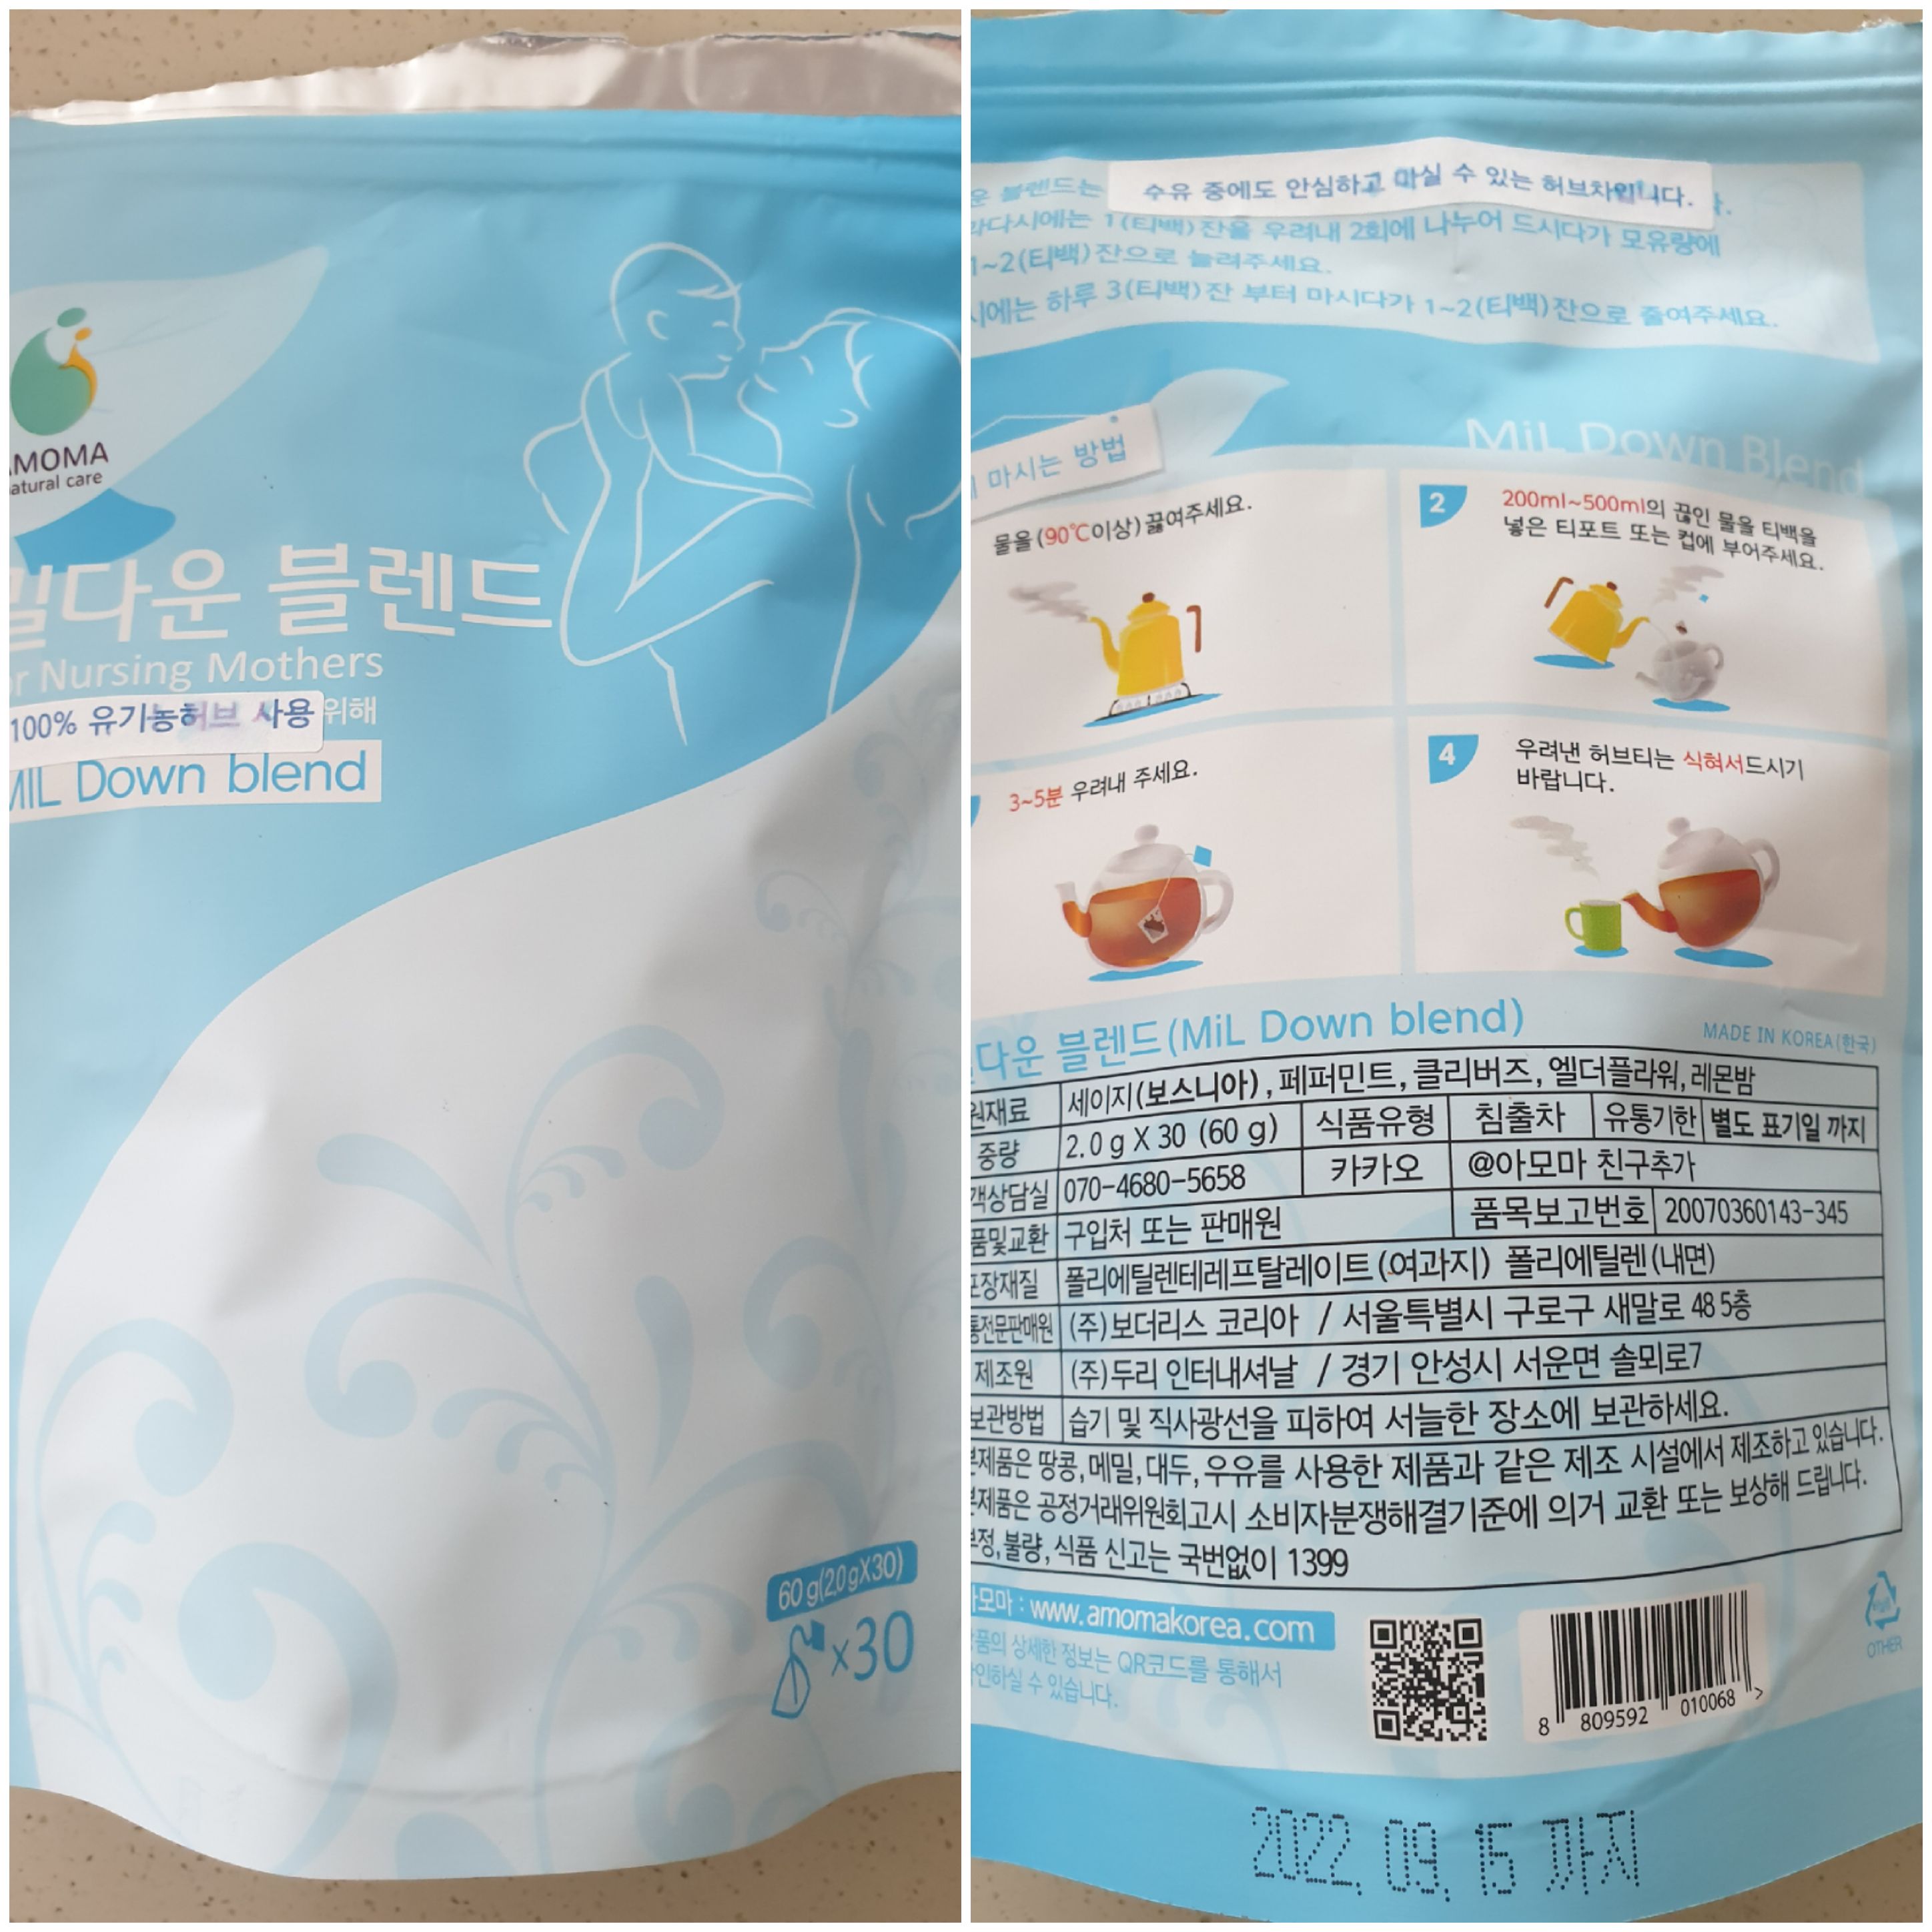 AMOMA
natural care
밀다운 블렌드
r Nursing Mothers
100% 유기농허브 사용 위해
MIL Down blend
60 g(2.0gX30)
x30
운 블렌드는 수유 중에도 안심하고 마실 수 있는 허브차입니다.
과다시에는 1(티백)잔을 우려내 2회에 나누어 드시다가 모유량에
1~2(티백)잔으로 늘려주세요.
시에는 하루 3(티백)잔 부터 마시다가 1~2(티백)잔으로 줄여주세요.
마시는 방법
MiL Down Blend
물을(90℃이상)끓여주세요.
2
200ml~500ml의 끊인 물을 티백을
넣은 티포트 또는 컵에 부어주세요.
3~5분 우려내 주세요.
4
우려낸 허브티는 식혀서드시기
바랍니다.
다운 블렌드(MiL Down blend)
MADE IN KOREA(한국)
원재료 세이지(보스니아), 페퍼민트, 클리버즈, 엘더플라워, 레몬밤
중량 2.0 g X 30 (60 g) 식품유형 침출차 유통기한 별도 표기일 까지
객상담실 070-4680-5658 카카오 @아모마 친구추가
품및교환 구입처 또는 판매원 품목보고번호 20070360143-345
포장재질 폴리에틸렌테레프탈레이트(여과지) 폴리에틸렌(내면)
통전문판매원 (주)보더리스 코리아 / 서울특별시 구로구 새말로 48 5층
제조원 (주)두리 인터내셔날 / 경기 안성시 서운면 솔뫼로7
보관방법 습기 및 직사광선을 피하여 서늘한 장소에 보관하세요.
본제품은 땅콩, 메밀, 대두, 우유를 사용한 제품과 같은 제조 시설에서 제조하고 있습니다.
본제품은 공정거래위원회고시 소비자분쟁해결기준에 의거 교환 또는 보상해 드립니다.
부정,불량, 식품 신고는 국번없이 1399
아모마 : www.amomakorea.com
상품의 상세한 정보는 QR코드를 통해서
확인하실 수 있습니다.
8 809592 010068 >
OTHER
2022. 09. 15 까지